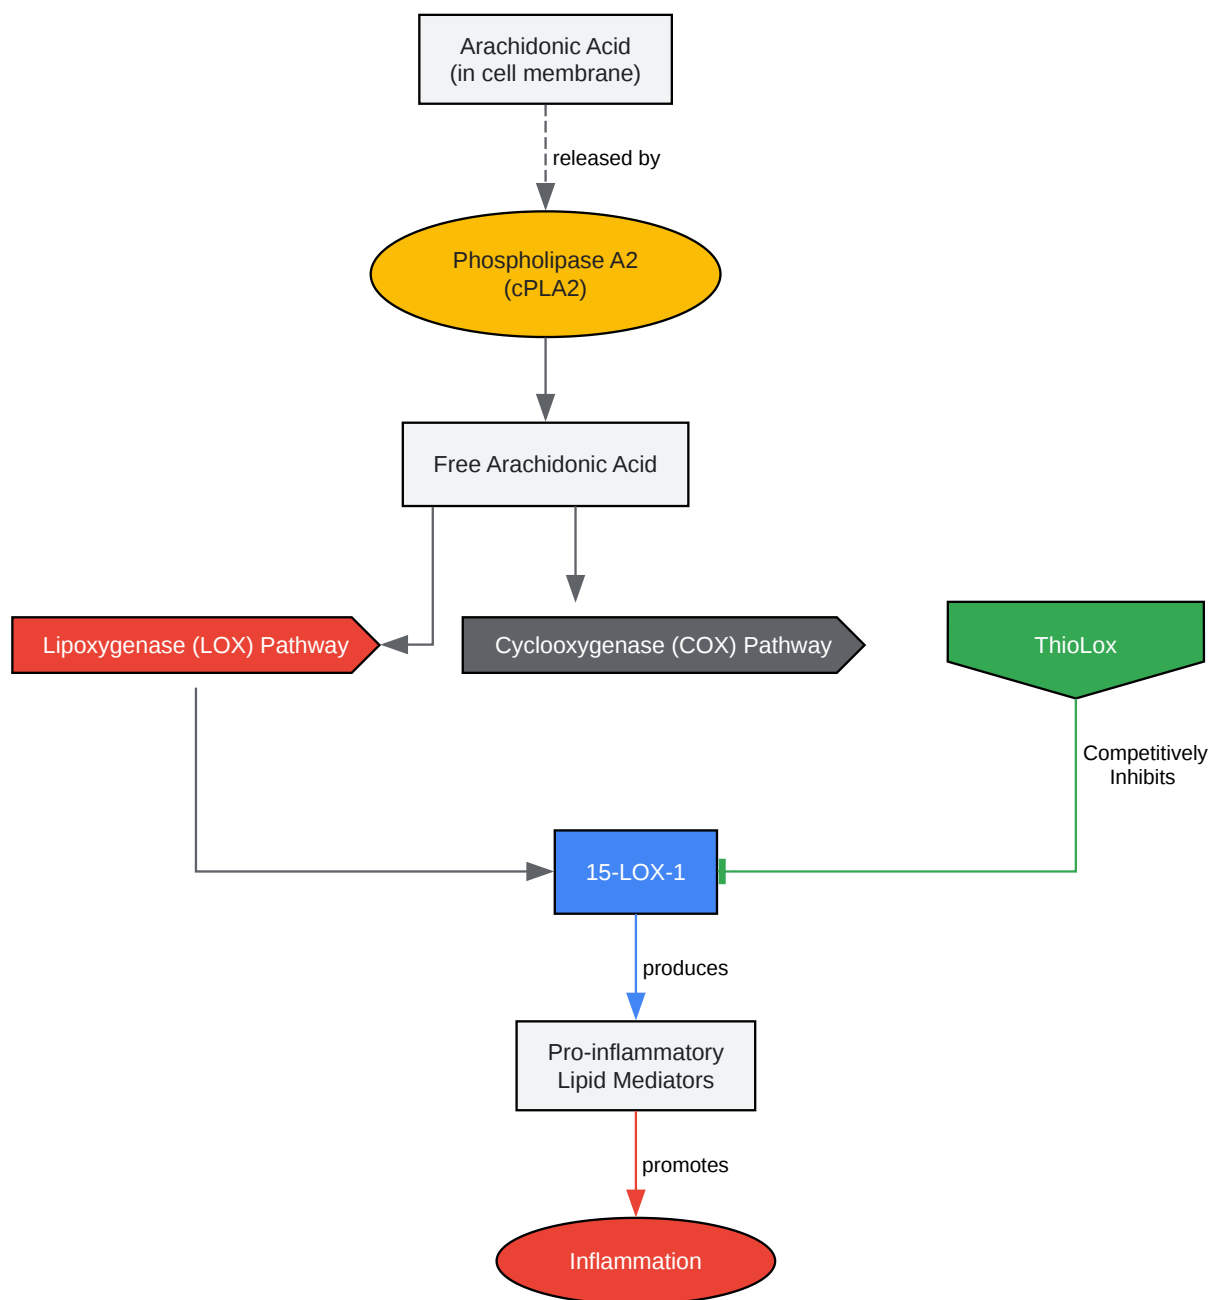 Arachidonic Acid
(in cell membrane)
released by
Phospholipase A2
(cPLA2)
Free Arachidonic Acid
Lipoxygenase (LOX) Pathway
Cyclooxygenase (COX) Pathway
ThioLox
Competitively
Inhibits
15-LOX-1
produces
Pro-inflammatory
Lipid Mediators
promotes
Inflammation